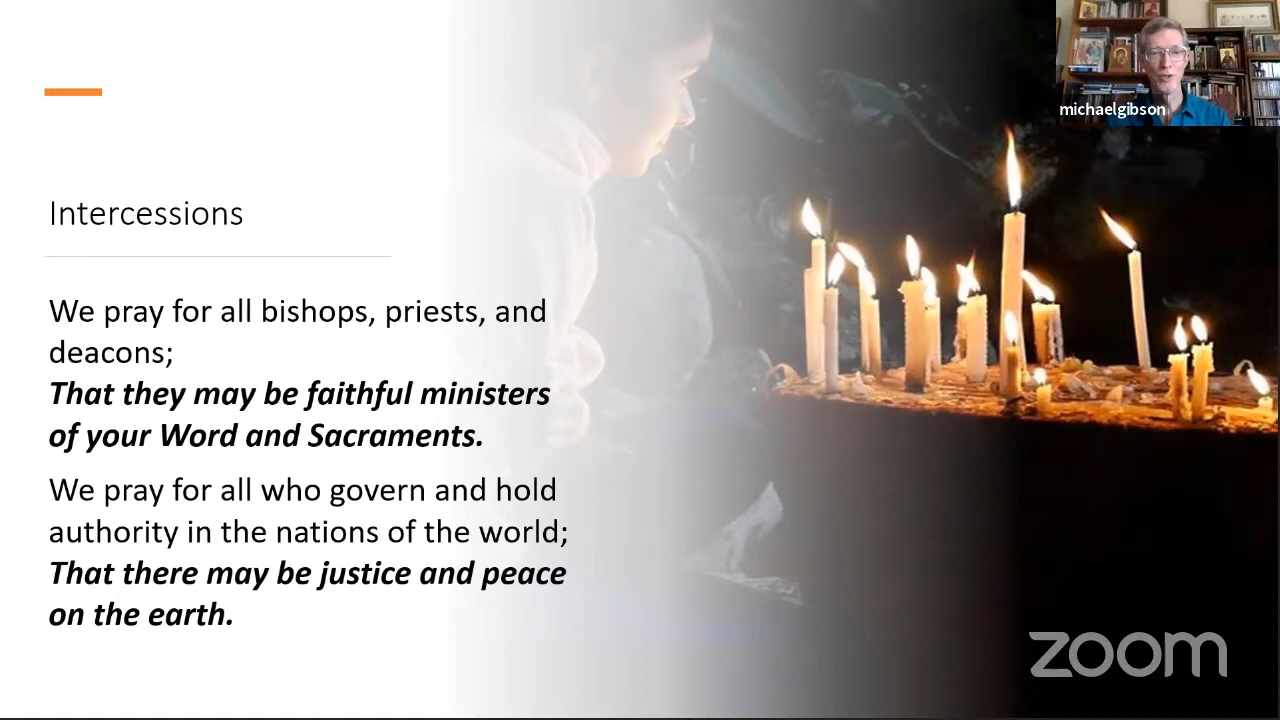 michaelgibson
Intercessions
We pray for all bishops, priests, and
deacons;
That they may be faithful ministers
of your Word and Sacraments.
We pray for all who govern and hold
authority in the nations of the world;
That there may be justice and peace
on the earth.
zoom